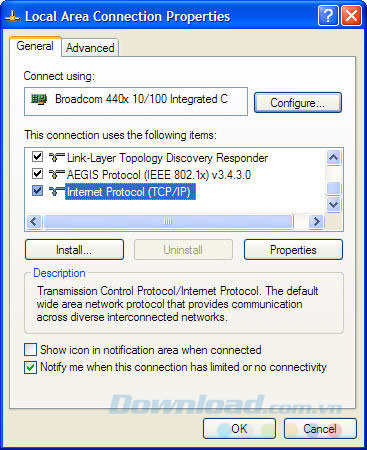 Local Area Connection Properties
General
Advanced
Connect using:
Broadcom 440x 10/100 Integrated C
Configure...
This connection uses the following items:
Link-Layer Topology Discovery Responder
AEGIS Protocol (IEEE 802.1x) v3.4.3.0
Internet Protocol (TCP/IP)
Install...
Uninstall
Properties
Description
Transmission Control Protocol/Internet Protocol. The default
wide area network protocol that provides communication
across diverse interconnected networks.
Show icon in notification area when connected
Notify me when this connection has limited or no connectivity
Download.com.vn
OK
Cancel